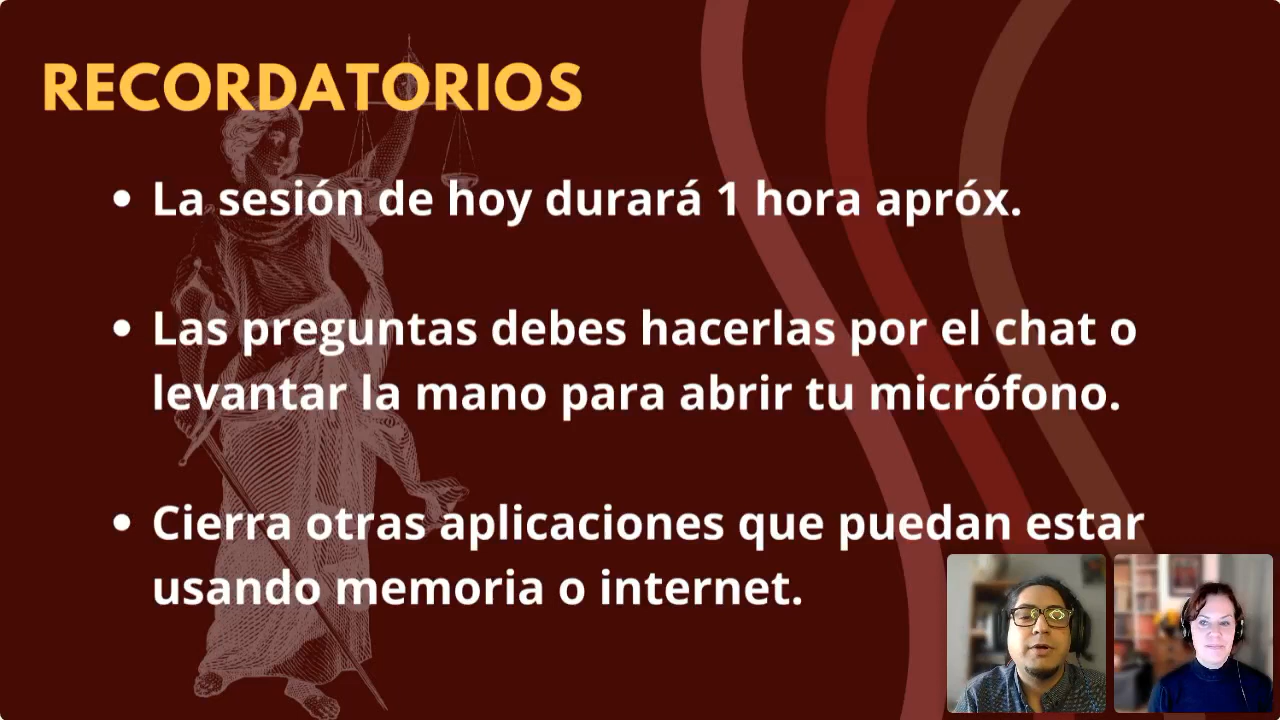 RECORDATORIOS
• La sesión de hoy durará 1 hora apróx.
• Las preguntas debes hacerlas por el chat o
levantar la mano para abrir tu micrófono.
• Cierra otras aplicaciones que puedan estar
usando memoria o internet.